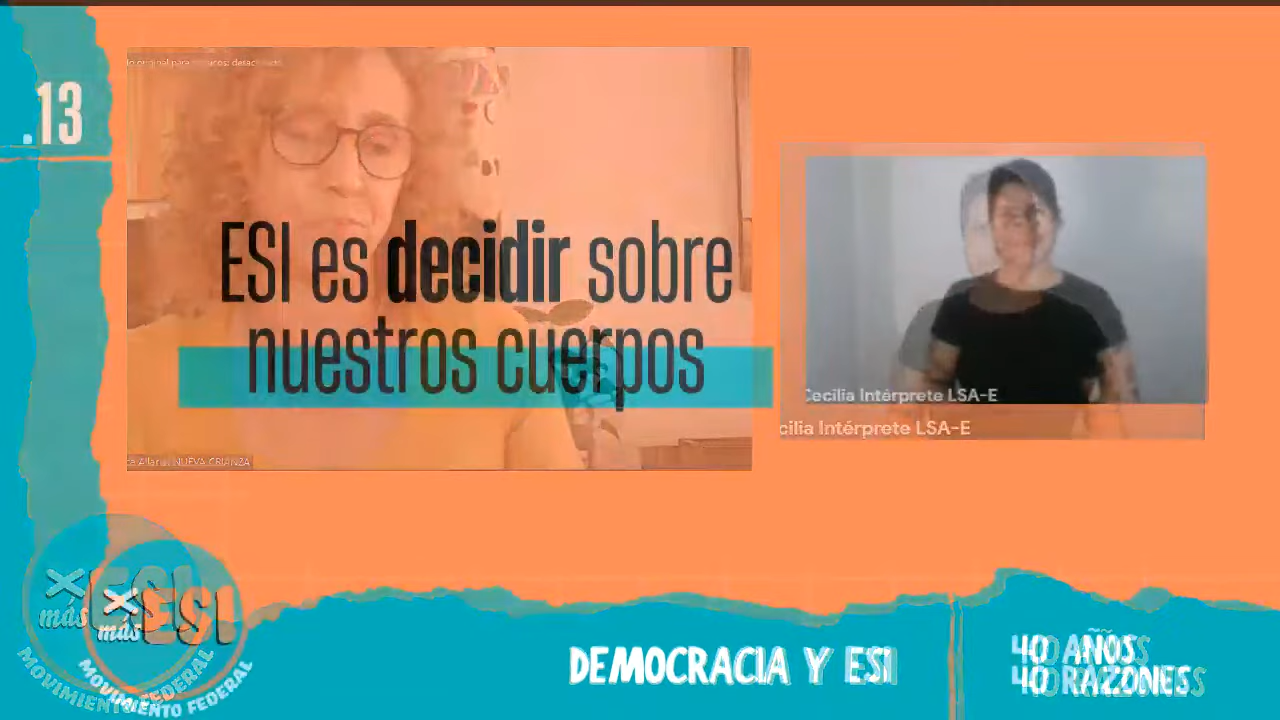 .13
ESI es decidir sobre
nuestros cuerpos
NUEVA CRIANZA
Cecilia Intérprete LSA-E
cilia Intérprete LSA-E
x
más ESI
MOVIMIENTO FEDERAL
DEMOCRACIA Y ESI
40 AÑOS
40 RAZONES